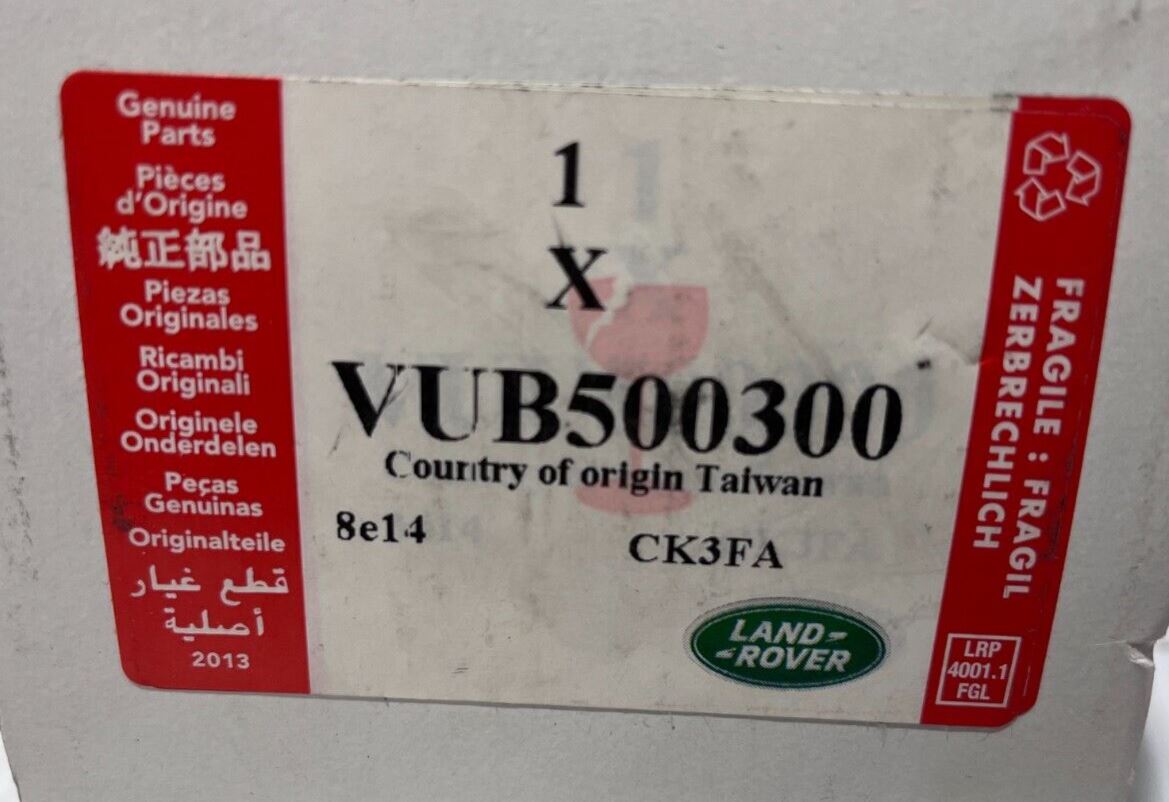 Genuine
Parts
Pièces
d'Origine
純正部品
Piezas
Originales
Ricambi
Originali
Originele
Onderdelen
Peças
Genuinas
Originalteile
قطع غيار
أصلية
2013
1
X
VUB500300
Country of origin Taiwan
8e14
CK3FA
LAND-
-ROVER
FRAGILE : FRAGIL
ZERBRECHLICH
LRP
4001.1
FGL